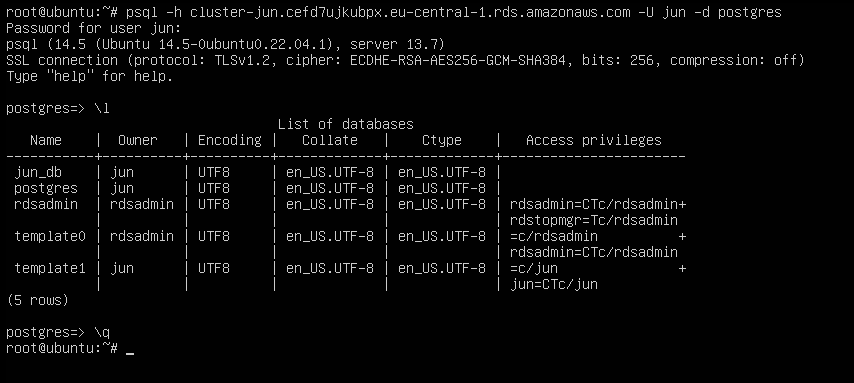 root@ubuntu:~# psql -h cluster-jun.cefd7ujkubpx.eu-central-1.rds.amazonaws.com -U jun -d postgres
Password for user jun:
psql (14.5 (Ubuntu 14.5-0ubuntu0.22.04.1), server 13.7)
SSL connection (protocol: TLSv1.2, cipher: ECDHE-RSA-AES256-GCM-SHA384, bits: 256, compression: off)
Type "help" for help.

postgres=> \l
                                  List of databases
   Name    |  Owner   | Encoding |   Collate   |    Ctype    |   Access privileges
-----------+----------+----------+-------------+-------------+-----------------------
 jun_db    | jun      | UTF8     | en_US.UTF-8 | en_US.UTF-8 |
 postgres  | jun      | UTF8     | en_US.UTF-8 | en_US.UTF-8 |
 rdsadmin  | rdsadmin | UTF8     | en_US.UTF-8 | en_US.UTF-8 | rdsadmin=CTc/rdsadmin+
           |          |          |             |             | rdstopmgr=Tc/rdsadmin
 template0 | rdsadmin | UTF8     | en_US.UTF-8 | en_US.UTF-8 | =c/rdsadmin          +
           |          |          |             |             | rdsadmin=CTc/rdsadmin
 template1 | jun      | UTF8     | en_US.UTF-8 | en_US.UTF-8 | =c/jun               +
           |          |          |             |             | jun=CTc/jun
(5 rows)

postgres=> \q
root@ubuntu:~# _